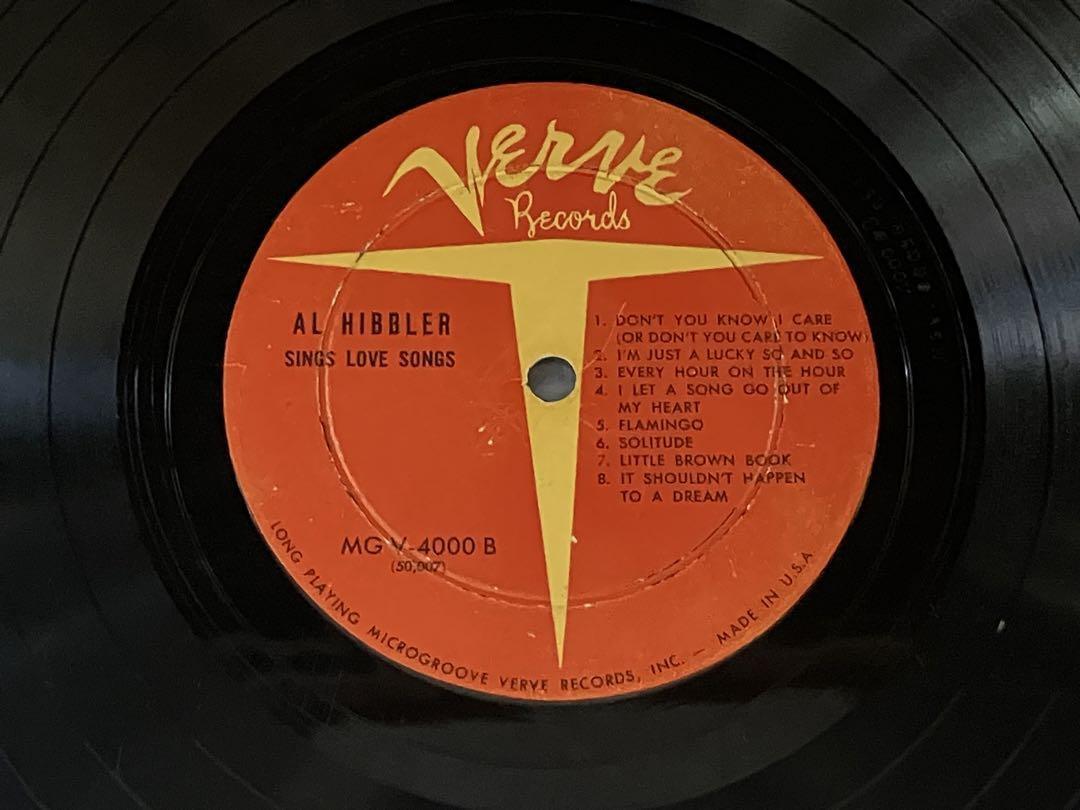 Verve
Records
AL HIBBLER
SINGS LOVE SONGS
1. DON'T YOU KNOW I CARE
(OR DON'T YOU CARE TO KNOW)
2. I'M JUST A LUCKY SO AND SO
3. EVERY HOUR ON THE HOUR
4. I LET A SONG GO OUT OF
MY HEART
5. FLAMINGO
6. SOLITUDE
7. LITTLE BROWN BOOK
8. IT SHOULDN'T HAPPEN
TO A DREAM
MG V-4000 B
(50,007)
LONG PLAYING MICROGROOVE VERVE RECORDS, INC. — MADE IN U.S.A